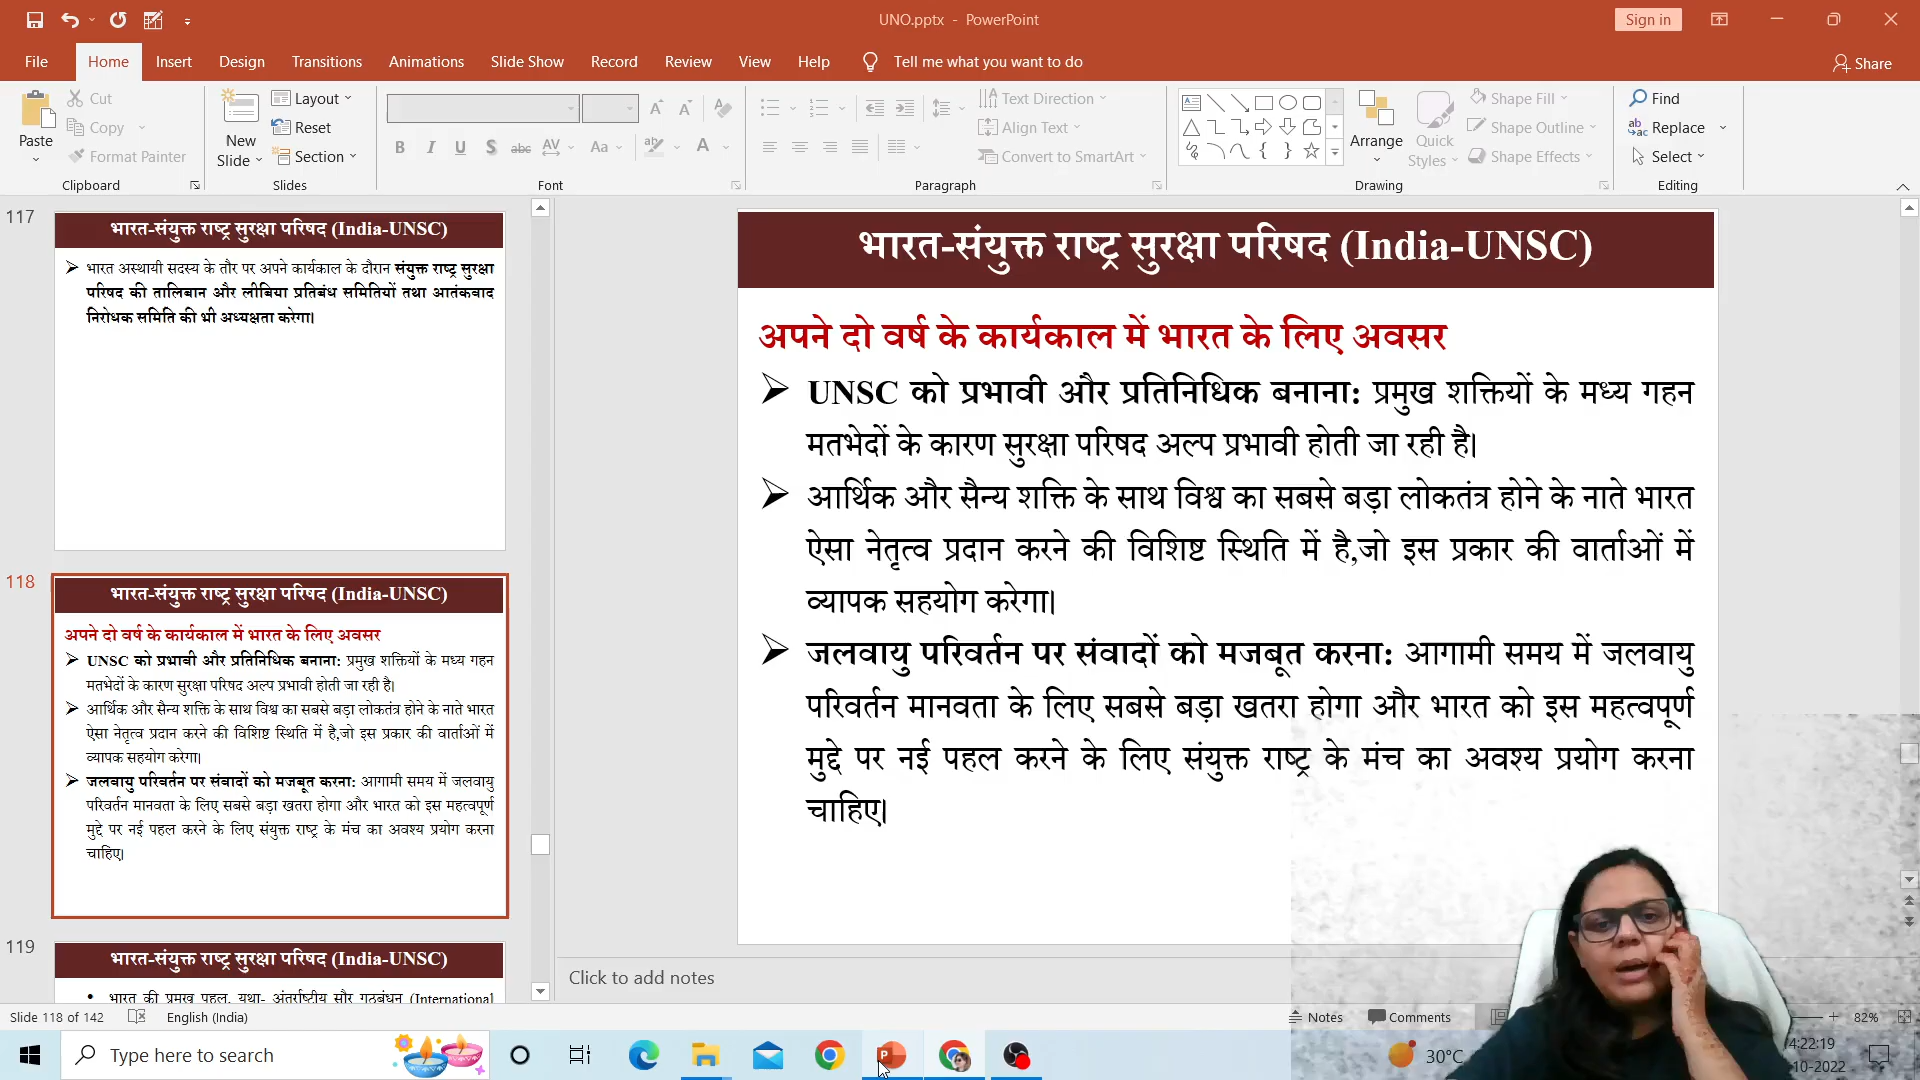 UNO.pptx - PowerPoint
Sign in
File Home Insert Design Transitions Animations Slide Show Record Review View Help Tell me what you want to do
Share
Paste
Cut
Copy
Format Painter
Clipboard
New Slide
Layout
Reset
Section
Slides
Font
Text Direction
Align Text
Convert to SmartArt
Paragraph
Arrange
Quick Styles
Shape Fill
Shape Outline
Shape Effects
Drawing
Find
Replace
Select
Editing
117
भारत-संयुक्त राष्ट्र सुरक्षा परिषद (India-UNSC)
भारत अस्थायी सदस्य के तौर पर अपने कार्यकाल के दौरान संयुक्त राष्ट्र सुरक्षा
परिषद की तालिबान और लीबिया प्रतिबंध समितियों तथा आतंकवाद
निरोधक समिति की भी अध्यक्षता करेगा।
118
भारत-संयुक्त राष्ट्र सुरक्षा परिषद (India-UNSC)
अपने दो वर्ष के कार्यकाल में भारत के लिए अवसर
UNSC को प्रभावी और प्रतिनिधिक बनाना: प्रमुख शक्तियों के मध्य गहन
मतभेदों के कारण सुरक्षा परिषद अल्प प्रभावी होती जा रही है।
आर्थिक और सैन्य शक्ति के साथ विश्व का सबसे बड़ा लोकतंत्र होने के नाते भारत
ऐसा नेतृत्व प्रदान करने की विशिष्ट स्थिति में है,जो इस प्रकार की वार्ताओं में
व्यापक सहयोग करेगा।
जलवायु परिवर्तन पर संवादों को मजबूत करना: आगामी समय में जलवायु
परिवर्तन मानवता के लिए सबसे बड़ा खतरा होगा और भारत को इस महत्वपूर्ण
मुद्दे पर नई पहल करने के लिए संयुक्त राष्ट्र के मंच का अवश्य प्रयोग करना
चाहिए।
119
भारत-संयुक्त राष्ट्र सुरक्षा परिषद (India-UNSC)
भारत की प्रमुख पहल, यथा- अंतर्राष्ट्रीय सौर गठबंधन (International
भारत-संयुक्त राष्ट्र सुरक्षा परिषद (India-UNSC)
अपने दो वर्ष के कार्यकाल में भारत के लिए अवसर
UNSC को प्रभावी और प्रतिनिधिक बनाना: प्रमुख शक्तियों के मध्य गहन
मतभेदों के कारण सुरक्षा परिषद अल्प प्रभावी होती जा रही है।
आर्थिक और सैन्य शक्ति के साथ विश्व का सबसे बड़ा लोकतंत्र होने के नाते भारत
ऐसा नेतृत्व प्रदान करने की विशिष्ट स्थिति में है,जो इस प्रकार की वार्ताओं में
व्यापक सहयोग करेगा।
जलवायु परिवर्तन पर संवादों को मजबूत करना: आगामी समय में जलवायु
परिवर्तन मानवता के लिए सबसे बड़ा खतरा होगा और भारत को इस महत्वपूर्ण
मुद्दे पर नई पहल करने के लिए संयुक्त राष्ट्र के मंच का अवश्य प्रयोग करना
चाहिए।
Click to add notes
Slide 118 of 142 English (India) Notes Comments 82%
Type here to search
30°C
4:22:19
10-2022